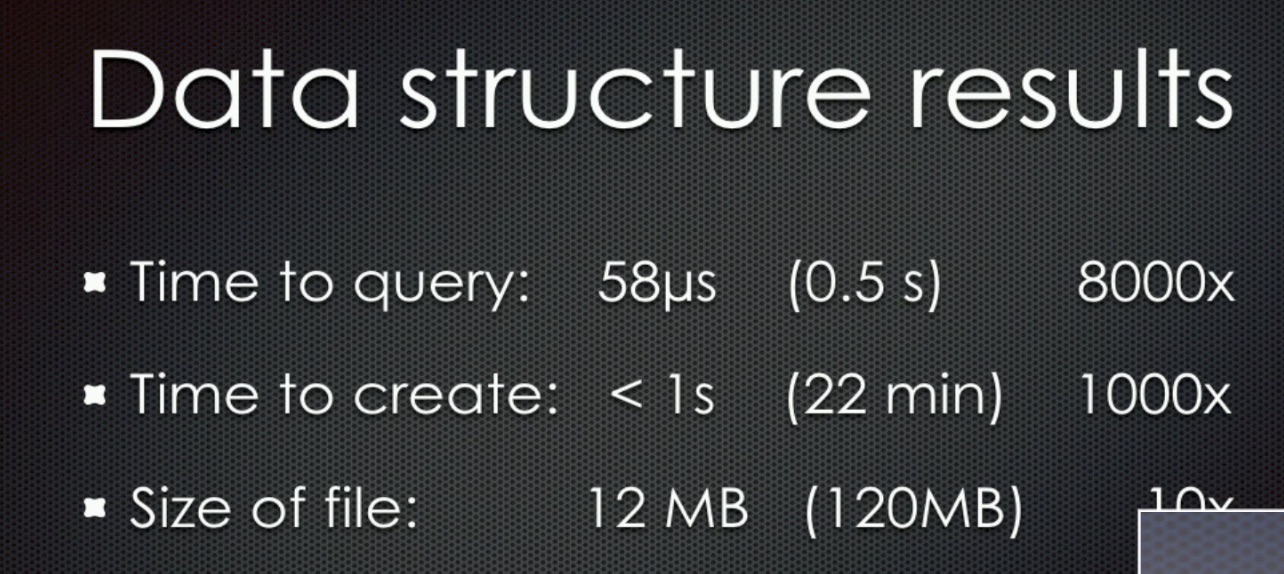 Data structure results
Time to query: 58µs (0.5 s) 8000x
Time to create: < 1s (22 min) 1000x
Size of file: 12 MB (120MB) 10x